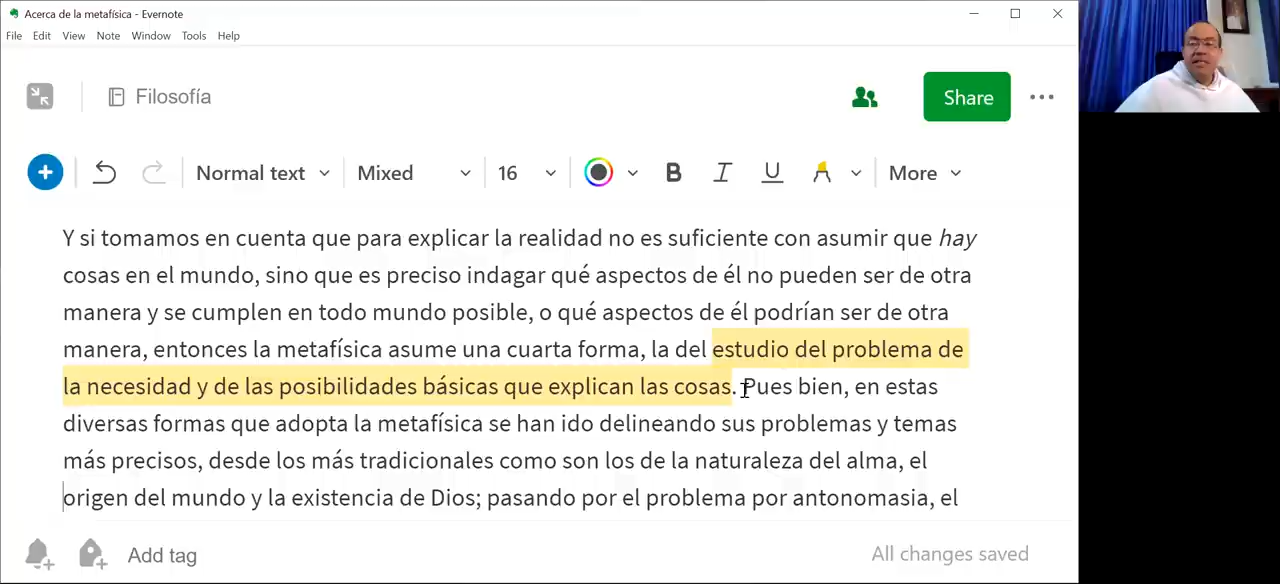 Acerca de la metafísica - Evernote
File Edit View Note Window Tools Help
Filosofía
Share
Normal text Mixed 16 B I U More
Y si tomamos en cuenta que para explicar la realidad no es suficiente con asumir que hay
cosas en el mundo, sino que es preciso indagar qué aspectos de él no pueden ser de otra
manera y se cumplen en todo mundo posible, o qué aspectos de él podrían ser de otra
manera, entonces la metafísica asume una cuarta forma, la del estudio del problema de
la necesidad y de las posibilidades básicas que explican las cosas. Pues bien, en estas
diversas formas que adopta la metafísica se han ido delineando sus problemas y temas
más precisos, desde los más tradicionales como son los de la naturaleza del alma, el
origen del mundo y la existencia de Dios; pasando por el problema por antonomasia, el
Add tag
All changes saved